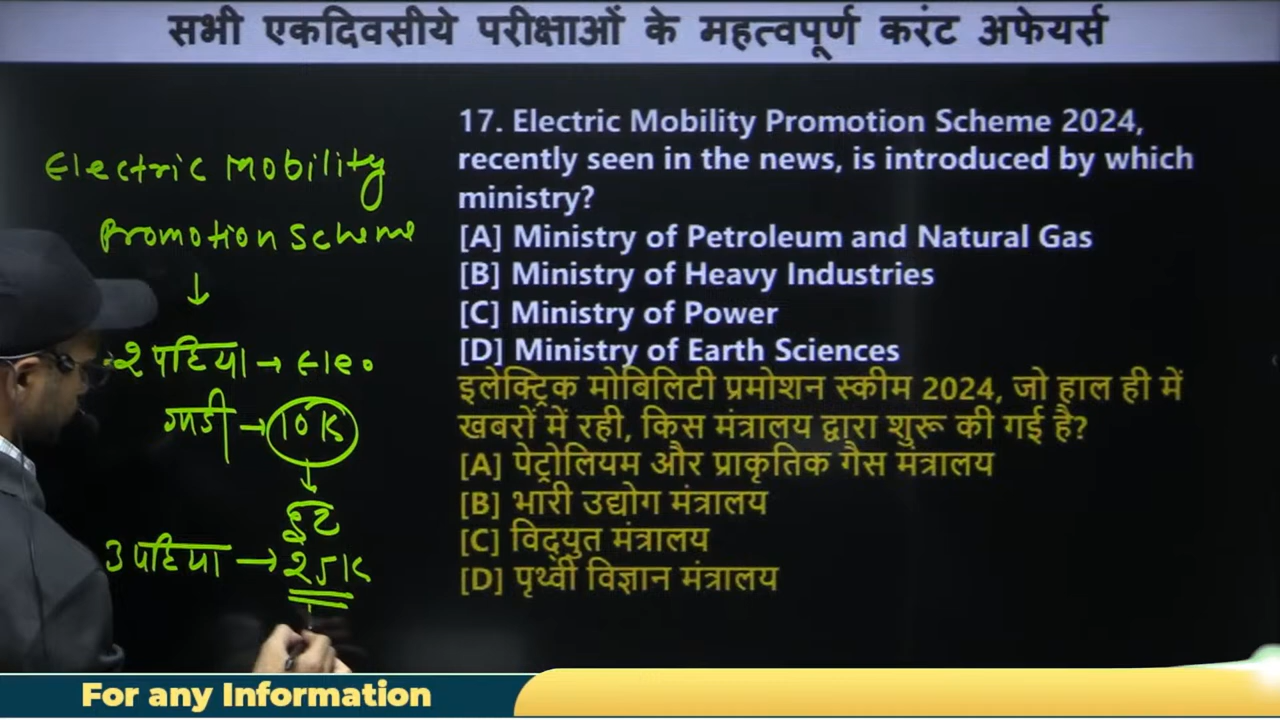 सभी एकदिवसीये परीक्षाओं के महत्वपूर्ण करंट अफेयर्स
Electric Mobility
Promotion Scheme
↓
2 पहिया → Ele.
गाडी → 10K
↓
छूट
3 पहिया → 25K
17. Electric Mobility Promotion Scheme 2024,
recently seen in the news, is introduced by which
ministry?
[A] Ministry of Petroleum and Natural Gas
[B] Ministry of Heavy Industries
[C] Ministry of Power
[D] Ministry of Earth Sciences
इलेक्ट्रिक मोबिलिटी प्रमोशन स्कीम 2024, जो हाल ही में
खबरों में रही, किस मंत्रालय द्वारा शुरू की गई है?
[A] पेट्रोलियम और प्राकृतिक गैस मंत्रालय
[B] भारी उद्योग मंत्रालय
[C] विद्युत मंत्रालय
[D] पृथ्वी विज्ञान मंत्रालय
For any Information